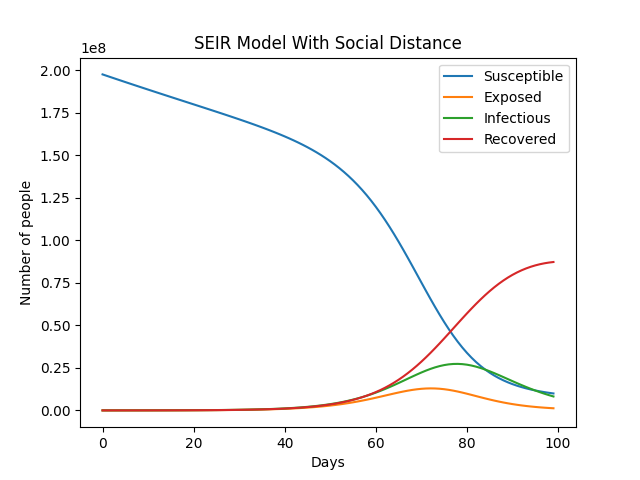 SEIR Model With Social Distance
1e8
2.00
1.75
1.50
1.25
1.00
0.75
0.50
0.25
0.00
Number of people
Susceptible
Exposed
Infectious
Recovered
0 20 40 60 80 100
Days